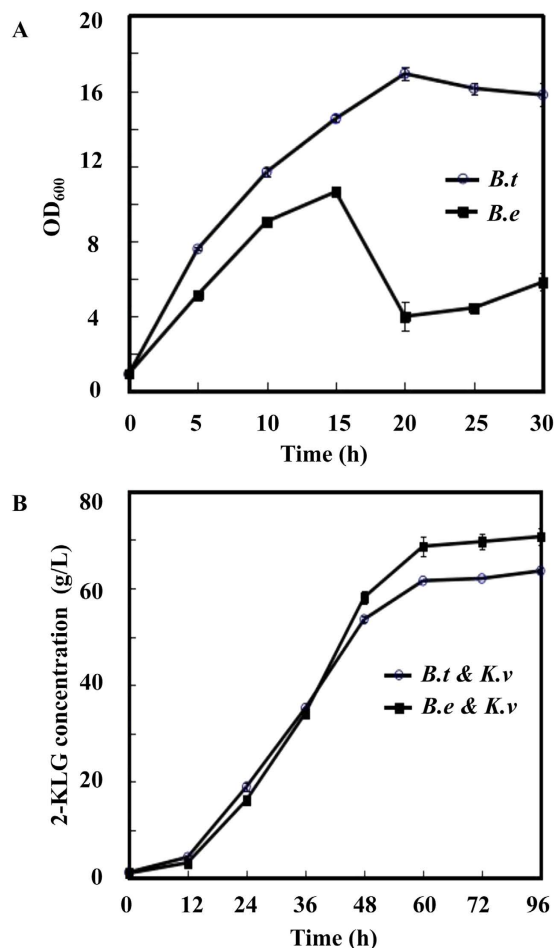 A
20
16
12
8
4
0
OD600
B.t
B.e
0 5 10 15 20 25 30
Time (h)
B
80
60
40
20
0
2-KLG concentration (g/L)
B.t & K.v
B.e & K.v
0 12 24 36 48 60 72 96
Time (h)